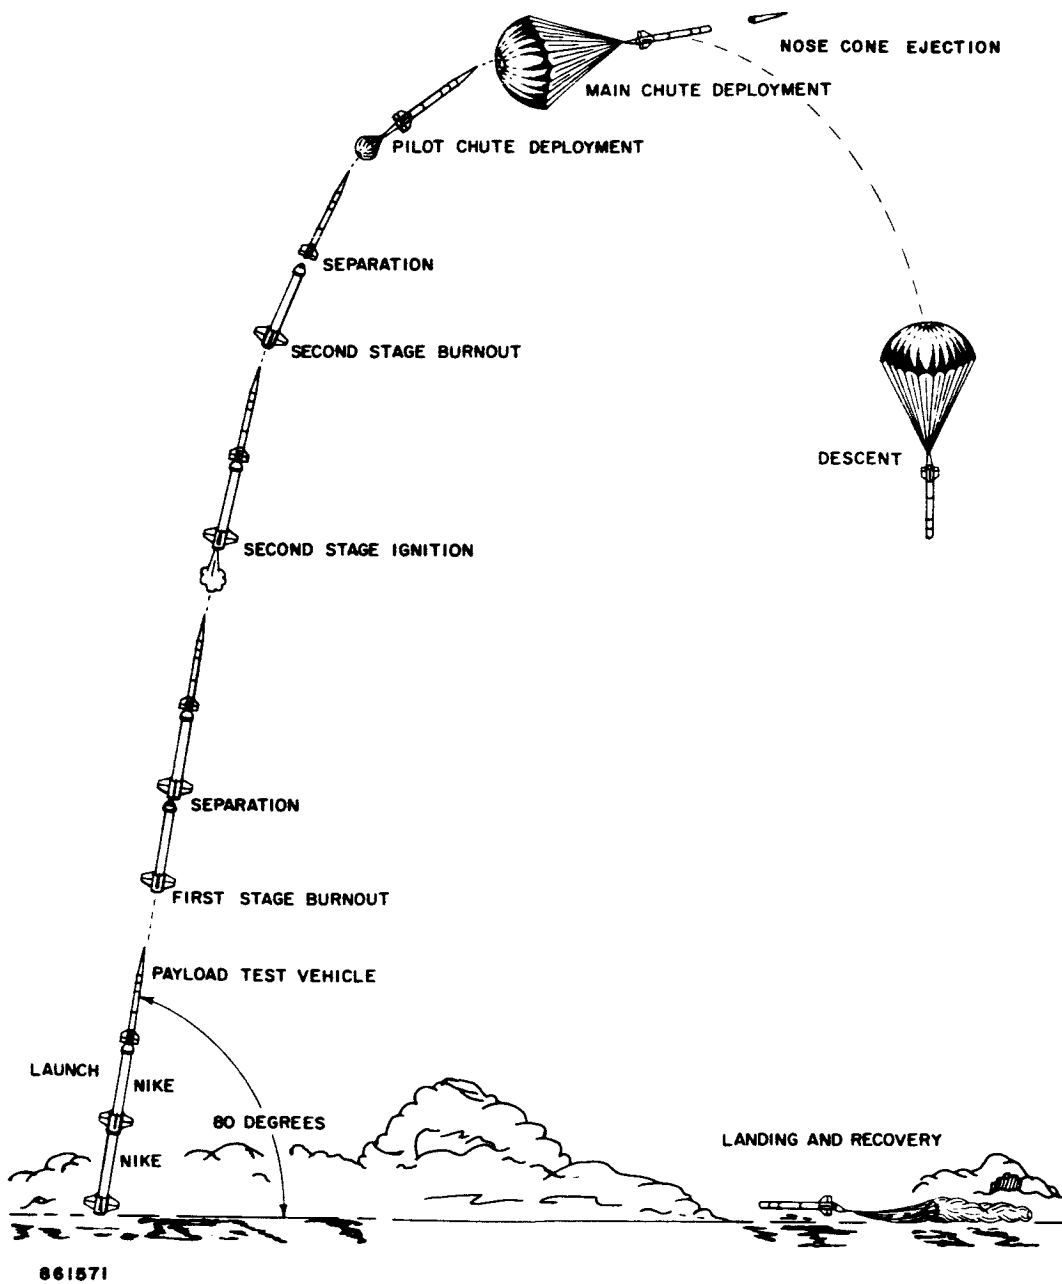 NOSE CONE EJECTION
MAIN CHUTE DEPLOYMENT
PILOT CHUTE DEPLOYMENT
SEPARATION
SECOND STAGE BURNOUT
DESCENT
SECOND STAGE IGNITION
SEPARATION
FIRST STAGE BURNOUT
PAYLOAD TEST VEHICLE
LAUNCH
NIKE
80 DEGREES
LANDING AND RECOVERY
NIKE
861571